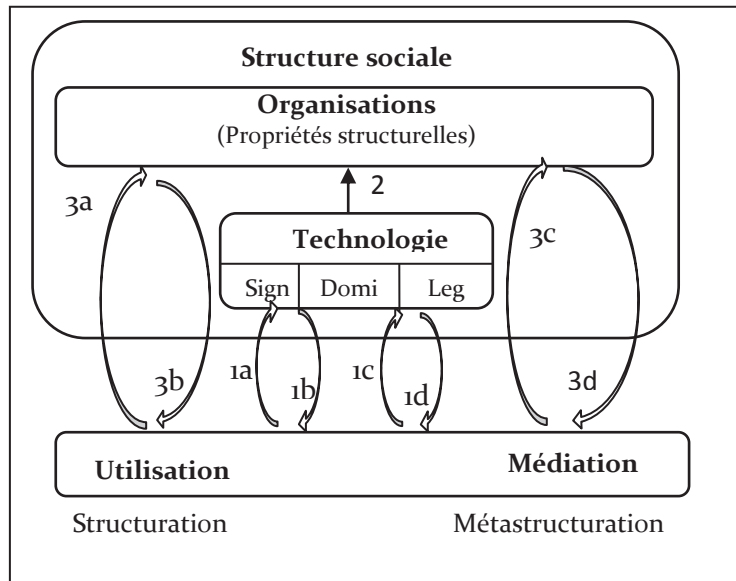 Structure sociale
Organisations
(Propriétés structurelles)
3a
2
3c
Technologie
Sign Domi Leg
3b
1a
1b
1c
1d
3d
Utilisation Médiation
Structuration Métastructuration